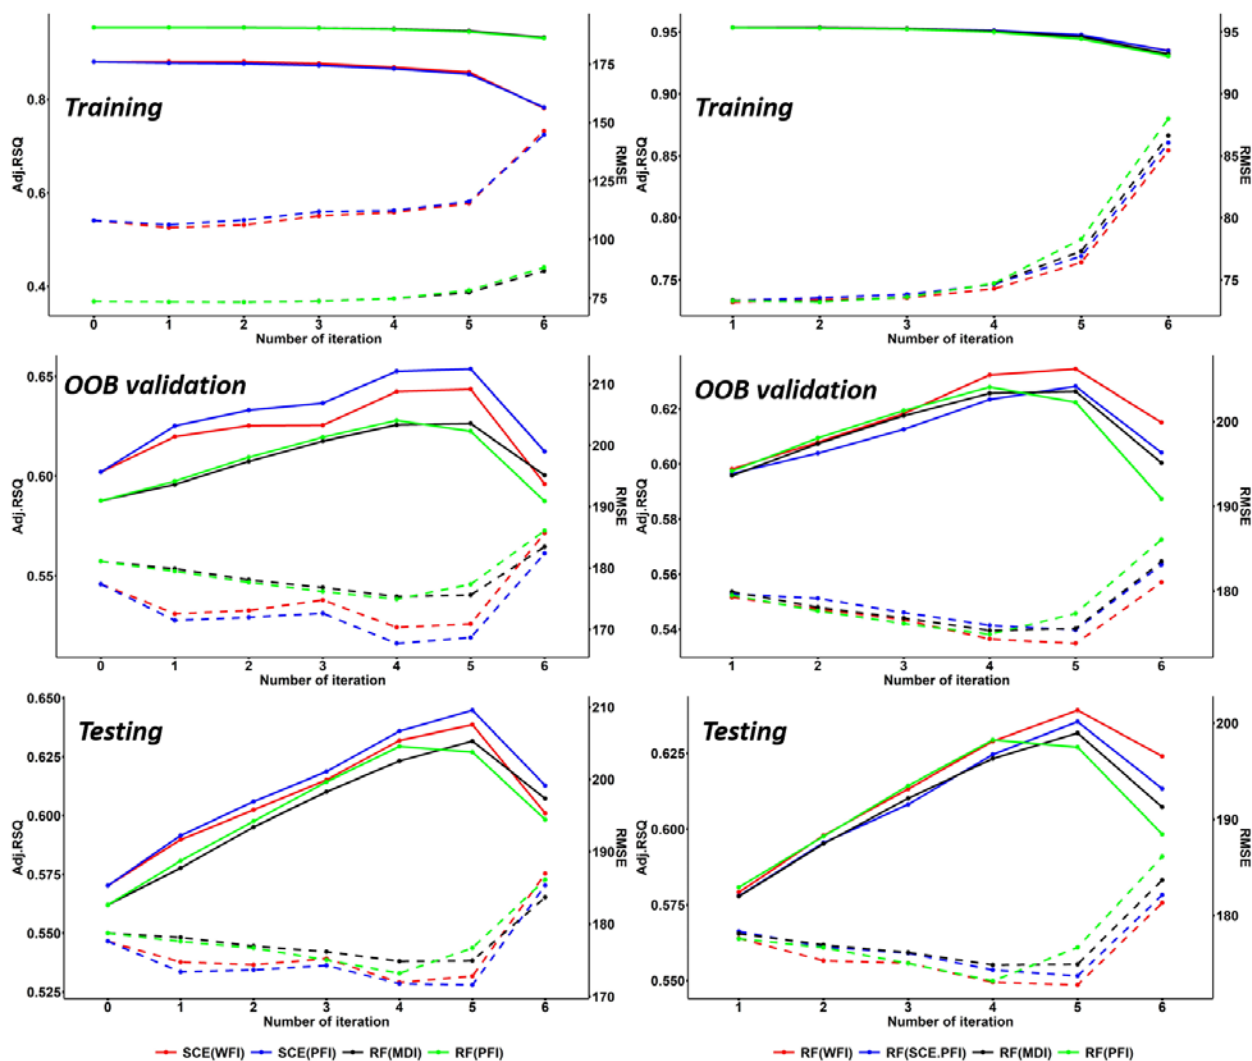 Training
Adj.RSQ
0.8
0.6
0.4
175
150
125
100
75
RMSE
0 1 2 3 4 5 6
Number of iteration
Training
Adj.RSQ
0.95
0.90
0.85
0.80
0.75
95
90
85
80
75
RMSE
1 2 3 4 5 6
Number of iteration
OOB validation
Adj.RSQ
0.65
0.60
0.55
210
200
190
180
170
RMSE
0 1 2 3 4 5 6
Number of iteration
OOB validation
Adj.RSQ
0.62
0.60
0.58
0.56
0.54
200
190
180
RMSE
1 2 3 4 5 6
Number of iteration
Testing
Adj.RSQ
0.650
0.625
0.600
0.575
0.550
0.525
210
200
190
180
170
RMSE
0 1 2 3 4 5 6
Number of iteration
Testing
Adj.RSQ
0.625
0.600
0.575
0.550
200
190
180
RMSE
1 2 3 4 5 6
Number of iteration
SCE(WFI) SCE(PFI) RF(MDI) RF(PFI)
RF(WFI) RF(SCE.PFI) RF(MDI) RF(PFI)